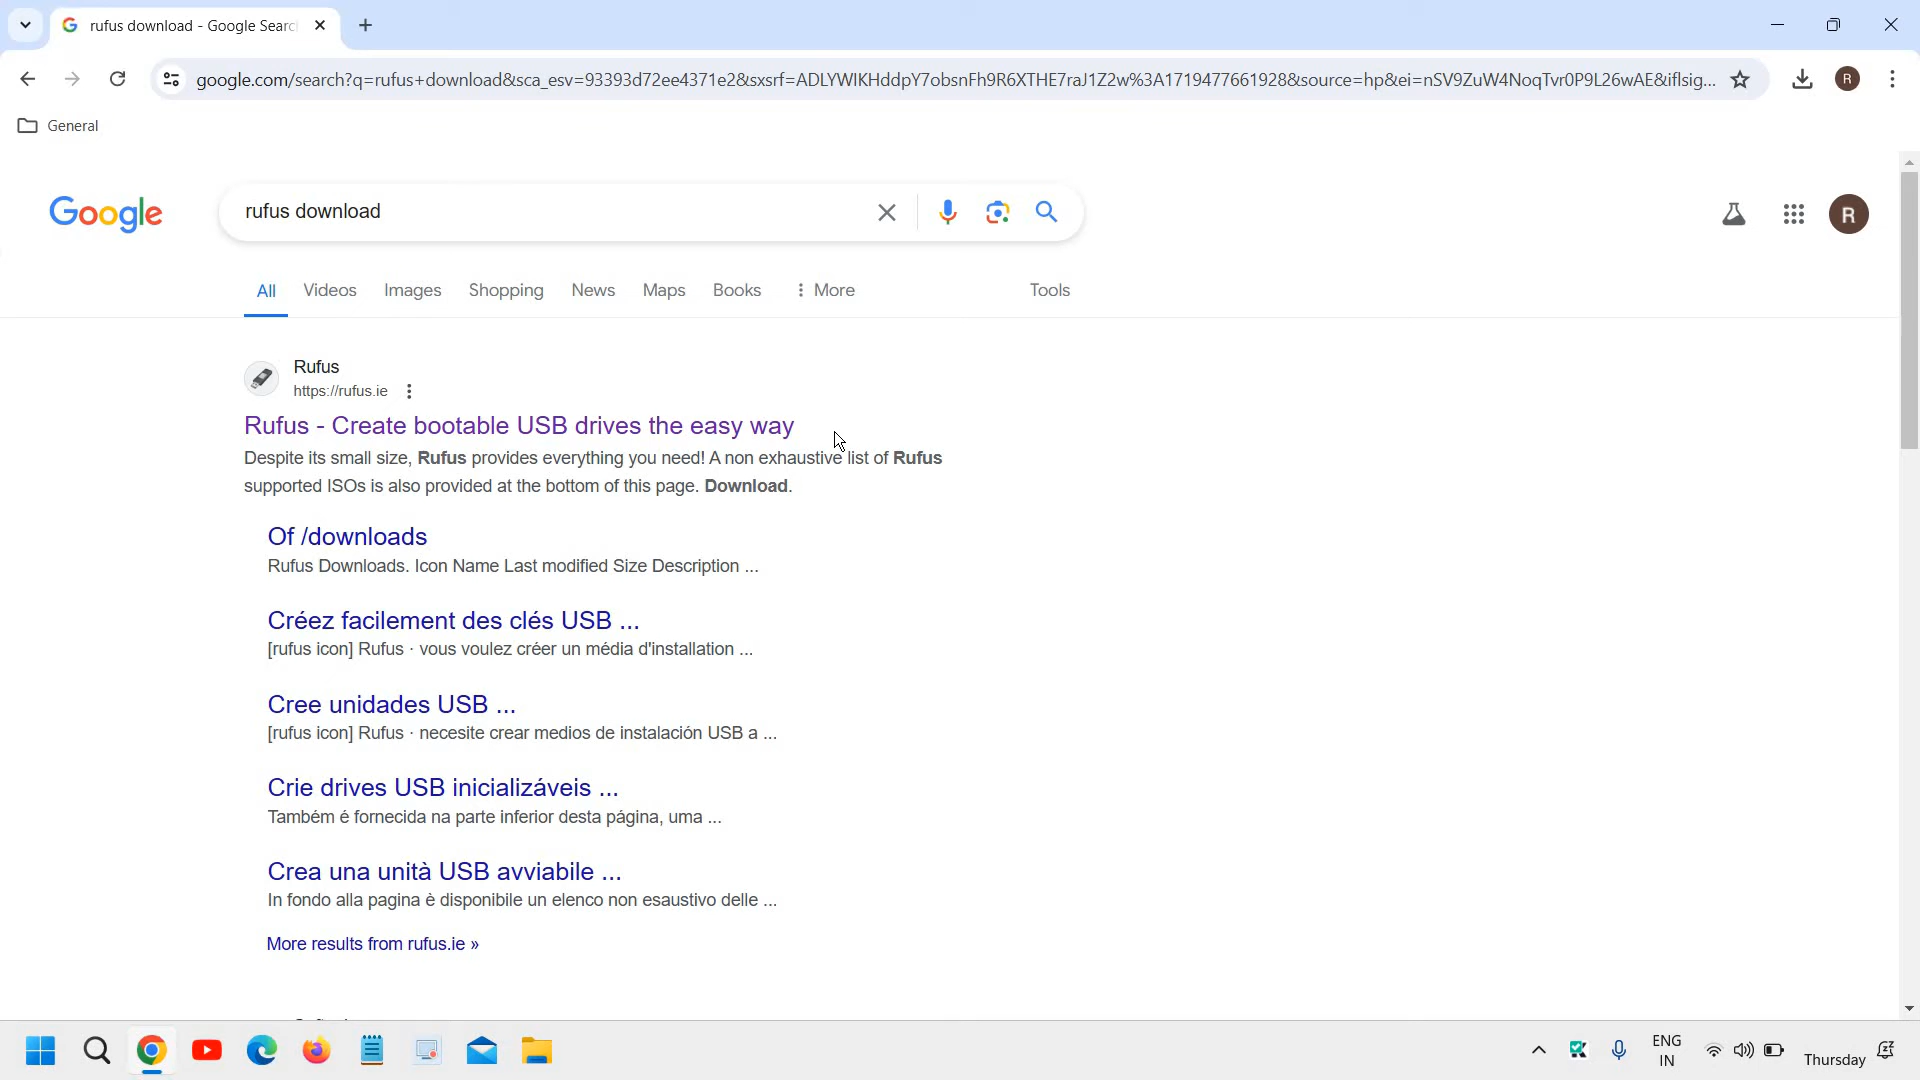 rufus download - Google Searc
google.com/search?q=rufus+download&sca_esv=93393d72ee4371e2&sxsrf=ADLYWIKHddpY7obsnFh9R6XTHE7raJ1Z2w%3A1719477661928&source=hp&ei=nSV9ZuW4NoqTvr0P9L26wAE&iflsig...
R
General
Google
rufus download
R
All Videos Images Shopping News Maps Books More Tools
Rufus
https://rufus.ie
Rufus - Create bootable USB drives the easy way
Despite its small size, Rufus provides everything you need! A non exhaustive list of Rufus
supported ISOs is also provided at the bottom of this page. Download.
Of /downloads
Rufus Downloads. Icon Name Last modified Size Description ...
Créez facilement des clés USB ...
[rufus icon] Rufus · vous voulez créer un média d'installation ...
Cree unidades USB ...
[rufus icon] Rufus · necesite crear medios de instalación USB a ...
Crie drives USB inicializáveis ...
Também é fornecida na parte inferior desta página, uma ...
Crea una unità USB avviabile ...
In fondo alla pagina è disponibile un elenco non esaustivo delle ...
More results from rufus.ie »
ENG
IN
Thursday